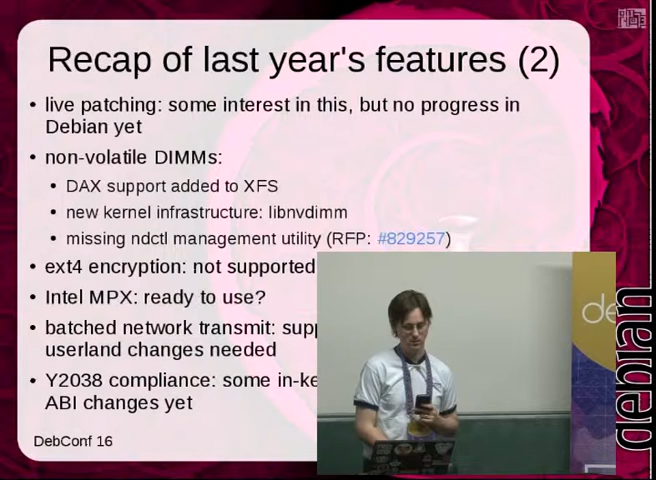 Recap of last year's features (2)
• live patching: some interest in this, but no progress in
Debian yet
• non-volatile DIMMs:
• DAX support added to XFS
• new kernel infrastructure: libnvdimm
• missing ndctl management utility (RFP: #829257)
• ext4 encryption: not supported
• Intel MPX: ready to use?
• batched network transmit:
userland changes needed
• Y2038 compliance: some
ABI changes yet
DebConf 16
de
debian